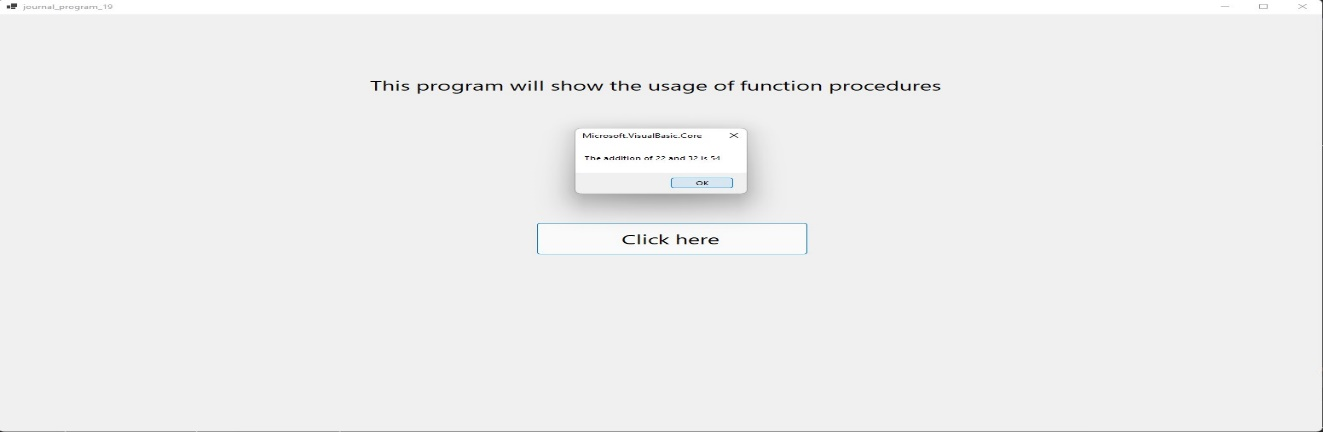 journal_program_19
This program will show the usage of function procedures
Microsoft.VisualBasic.Core
The addition of 22 and 32 is 54
OK
Click here